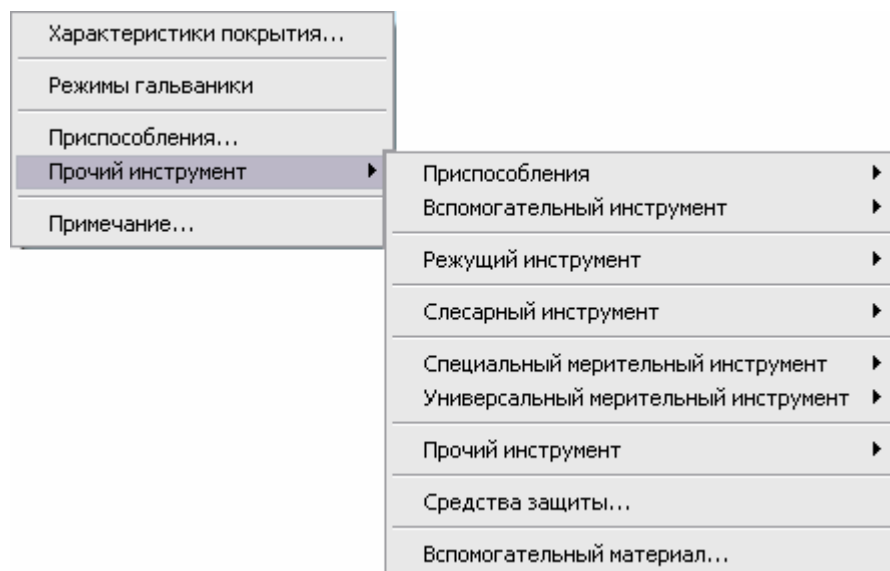 Характеристики покрытия...
Режимы гальваники
Приспособления...
Прочий инструмент
Примечание...
Приспособления
Вспомогательный инструмент
Режущий инструмент
Слесарный инструмент
Специальный мерительный инструмент
Универсальный мерительный инструмент
Прочий инструмент
Средства защиты...
Вспомогательный материал...